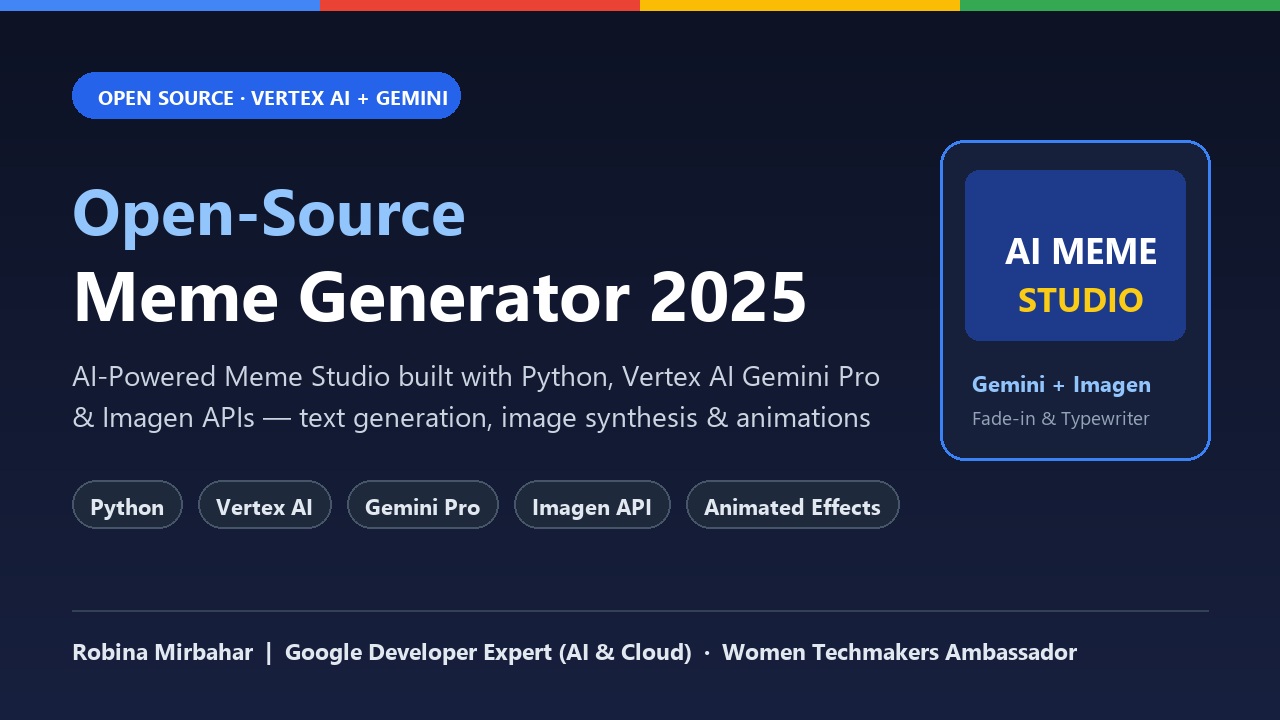 OPEN SOURCE · VERTEX AI + GEMINI
Open-Source
Meme Generator 2025
AI-Powered Meme Studio built with Python, Vertex AI Gemini Pro
& Imagen APIs — text generation, image synthesis & animations
Python
Vertex AI
Gemini Pro
Imagen API
Animated Effects
AI MEME
STUDIO
Gemini + Imagen
Fade-in & Typewriter
Robina Mirbahar | Google Developer Expert (AI & Cloud) · Women Techmakers Ambassador